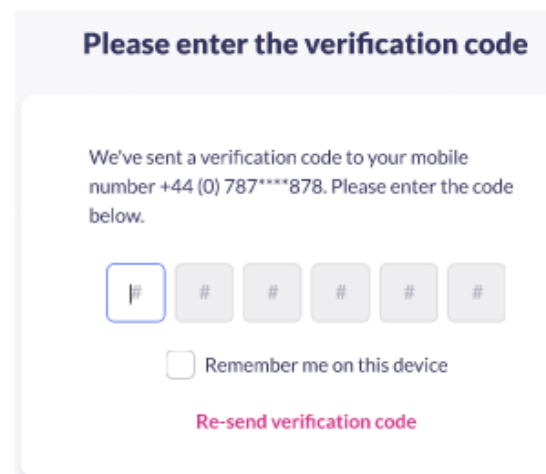 Please enter the verification code
We've sent a verification code to your mobile
number +44 (0) 787****878. Please enter the code
below.
# # # # # #
Remember me on this device
Re-send verification code